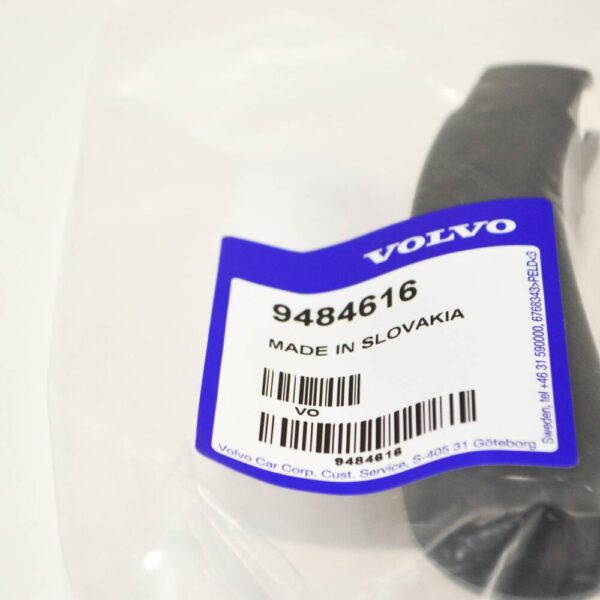 VOLVO
9484616
MADE IN SLOVAKIA
VO
9484616
Volvo Car Corp. Cust. Service, S-405 31 Göteborg
Sweden, tel +46 31 590000, 6768343>PELD<3